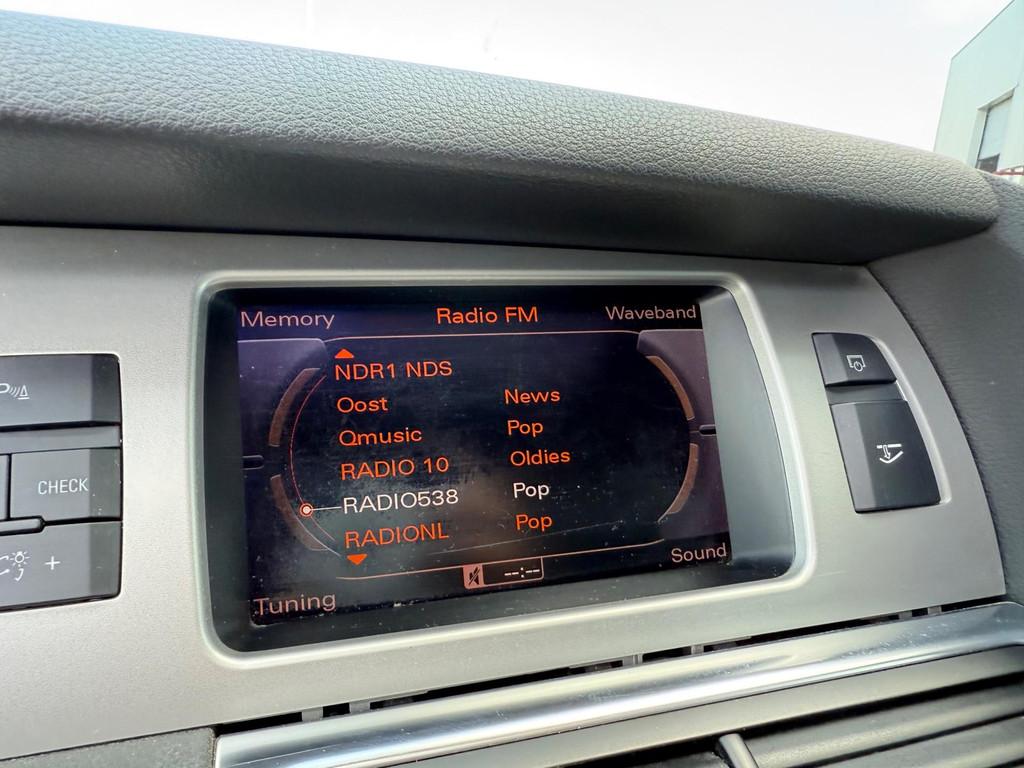 Memory Radio FM Waveband
NDR1 NDS
Oost News
Qmusic Pop
RADIO 10 Oldies
RADIO538 Pop
RADIONL Pop
--:--
Tuning Sound
P
CHECK
+